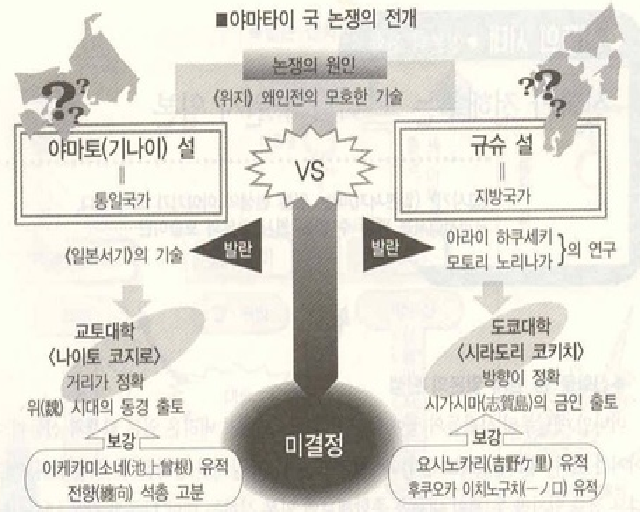 ■야마타이 국 논쟁의 전개
논쟁의 원인
〈위지〉 왜인전의 모호한 기술
???
???
야마토(기나이) 설
||
통일국가
VS
규슈 설
||
지방국가
〈일본서기〉의 기술
발란
발란
아라이 하쿠세키
모토리 노리나가
}의 연구
교토대학
〈나이토 코지로〉
거리가 정확
위(魏) 시대의 동경 출토
보강
이케카미소네(池上曾根) 유적
전향(纏向) 석총 고분
미결정
도쿄대학
〈시라도리 코키치〉
방향이 정확
시가시마(志賀島)의 금인 출토
보강
요시노카리(吉野ケ里) 유적
후쿠오카 이치노구치(一ノ口) 유적